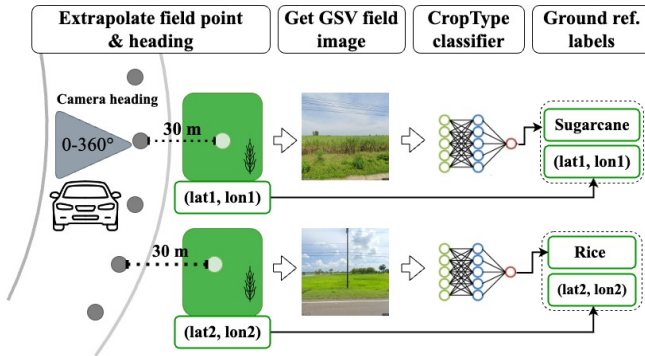 Extrapolate field point
& heading
Get GSV field
image
CropType
classifier
Ground ref.
labels
Camera heading
0-360°
30 m
(lat1, lon1)
Sugarcane
(lat1, lon1)
30 m
(lat2, lon2)
Rice
(lat2, lon2)